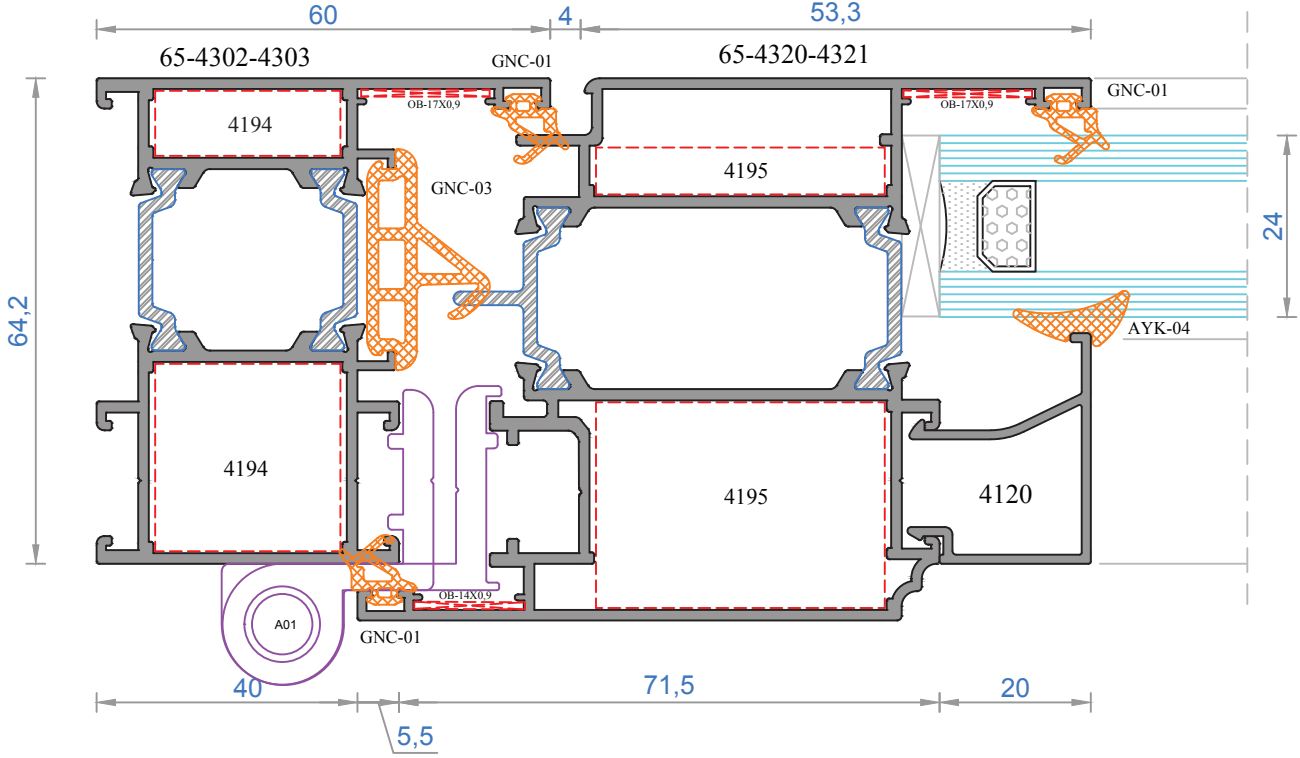 60
4
53,3
65-4302-4303
GNC-01
65-4320-4321
GNC-01
OB-17X0,9
OB-17X0,9
4194
4195
GNC-03
24
64,2
AYK-04
4194
4195
4120
OB-14X0,9
A01
GNC-01
40
71,5
20
5,5